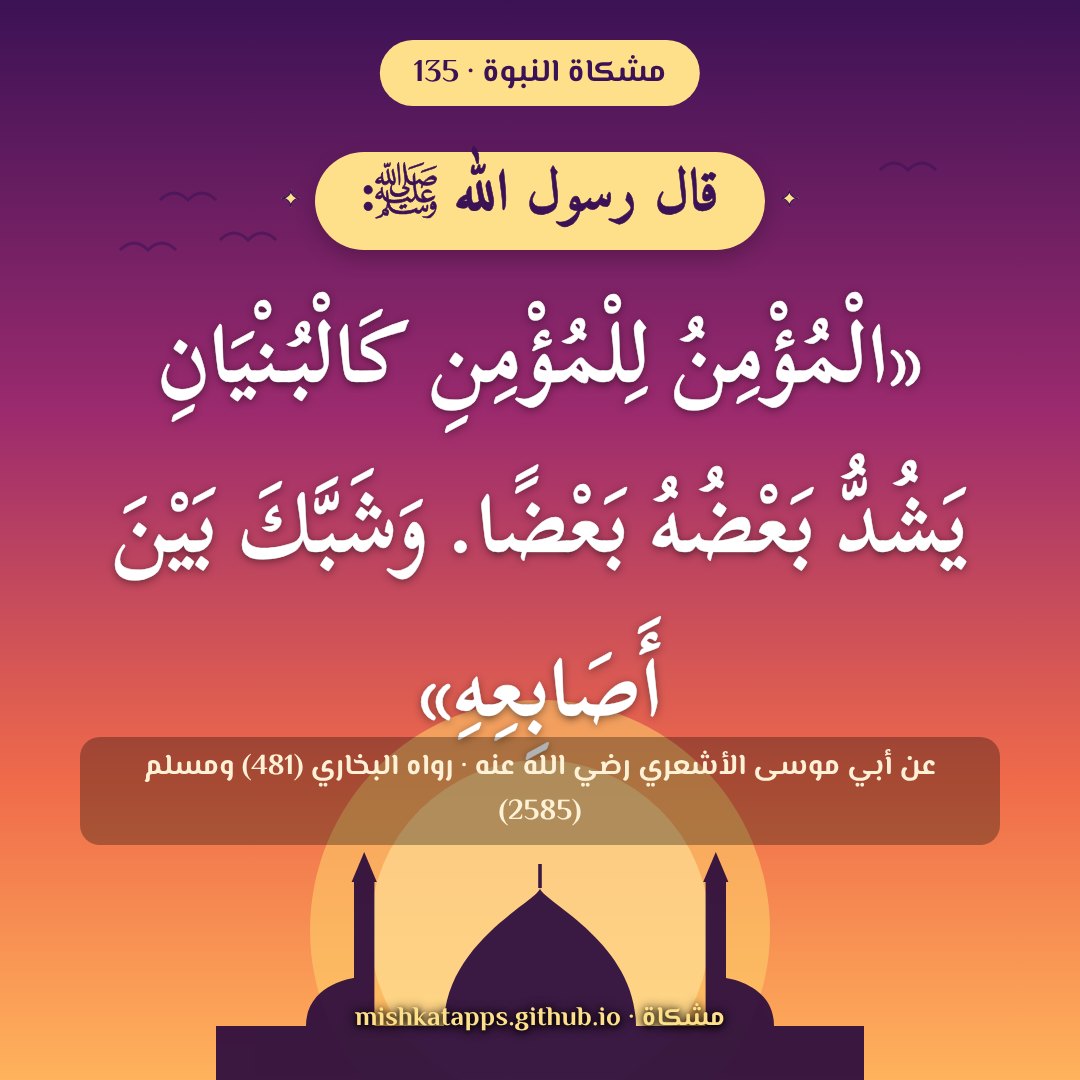 مشكاة النبوة · 135
قال رسول الله ﷺ:
«الْمُؤْمِنُ لِلْمُؤْمِنِ كَالْبُنْيَانِ
يَشُدُّ بَعْضُهُ بَعْضًا. وَشَبَّكَ بَيْنَ
أَصَابِعِهِ»
عن أبي موسى الأشعري رضي الله عنه · رواه البخاري (481) ومسلم
(2585)
مشكاة · mishkatapps.github.io